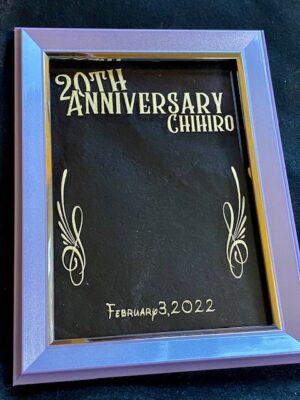 20TH
ANNIVERSARY
CHIHIRO
FEBRUARY 3, 2022